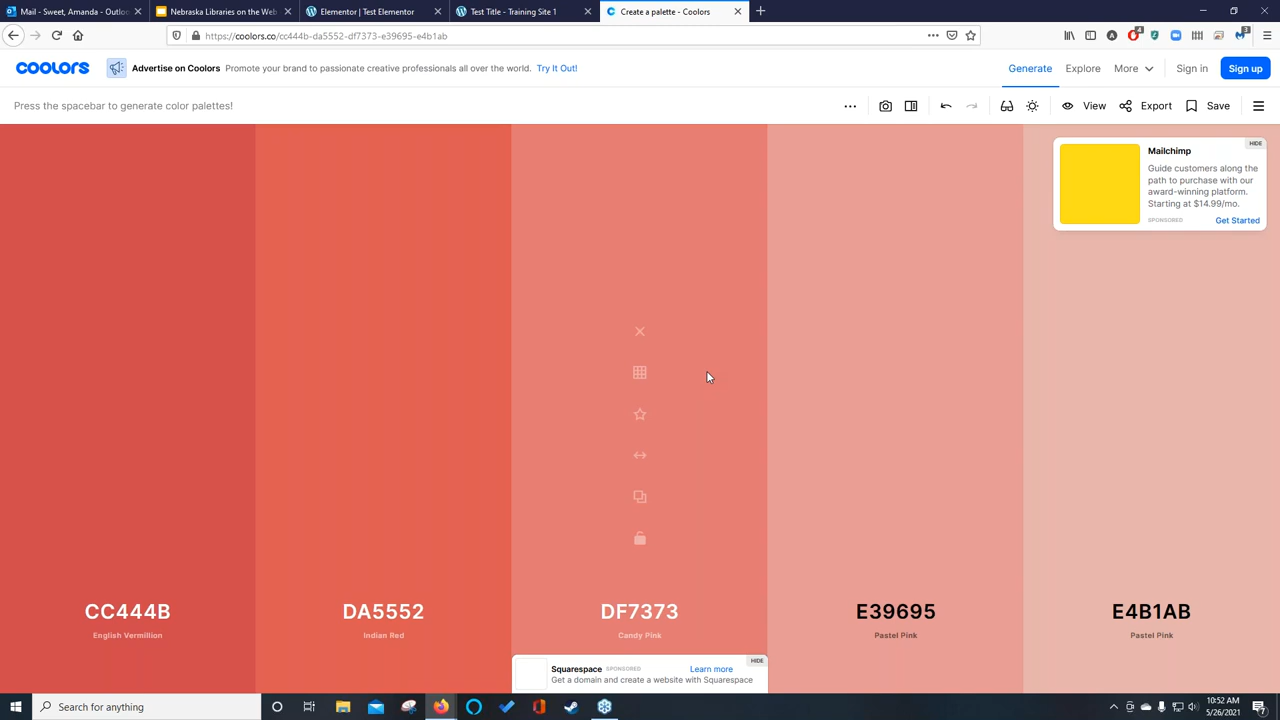 Mail - Sweet, Amanda - Outlo
Nebraska Libraries on the Web
Elementor | Test Elementor
Test Title - Training Site 1
Create a palette - Coolors
https://coolors.co/cc444b-da5552-df7373-e39695-e4b1ab
4
3
coolors
Advertise on Coolors Promote your brand to passionate creative professionals all over the world. Try It Out!
Generate
Explore
More
Sign in
Sign up
Press the spacebar to generate color palettes!
View
Export
Save
HIDE
Mailchimp
Guide customers along the
path to purchase with our
award-winning platform.
Starting at $14.99/mo.
SPONSORED
Get Started
CC444B
English Vermillion
DA5552
Indian Red
DF7373
Candy Pink
E39695
Pastel Pink
E4B1AB
Pastel Pink
HIDE
Squarespace SPONSORED Learn more
Get a domain and create a website with Squarespace
Search for anything
10:52 AM
5/26/2021